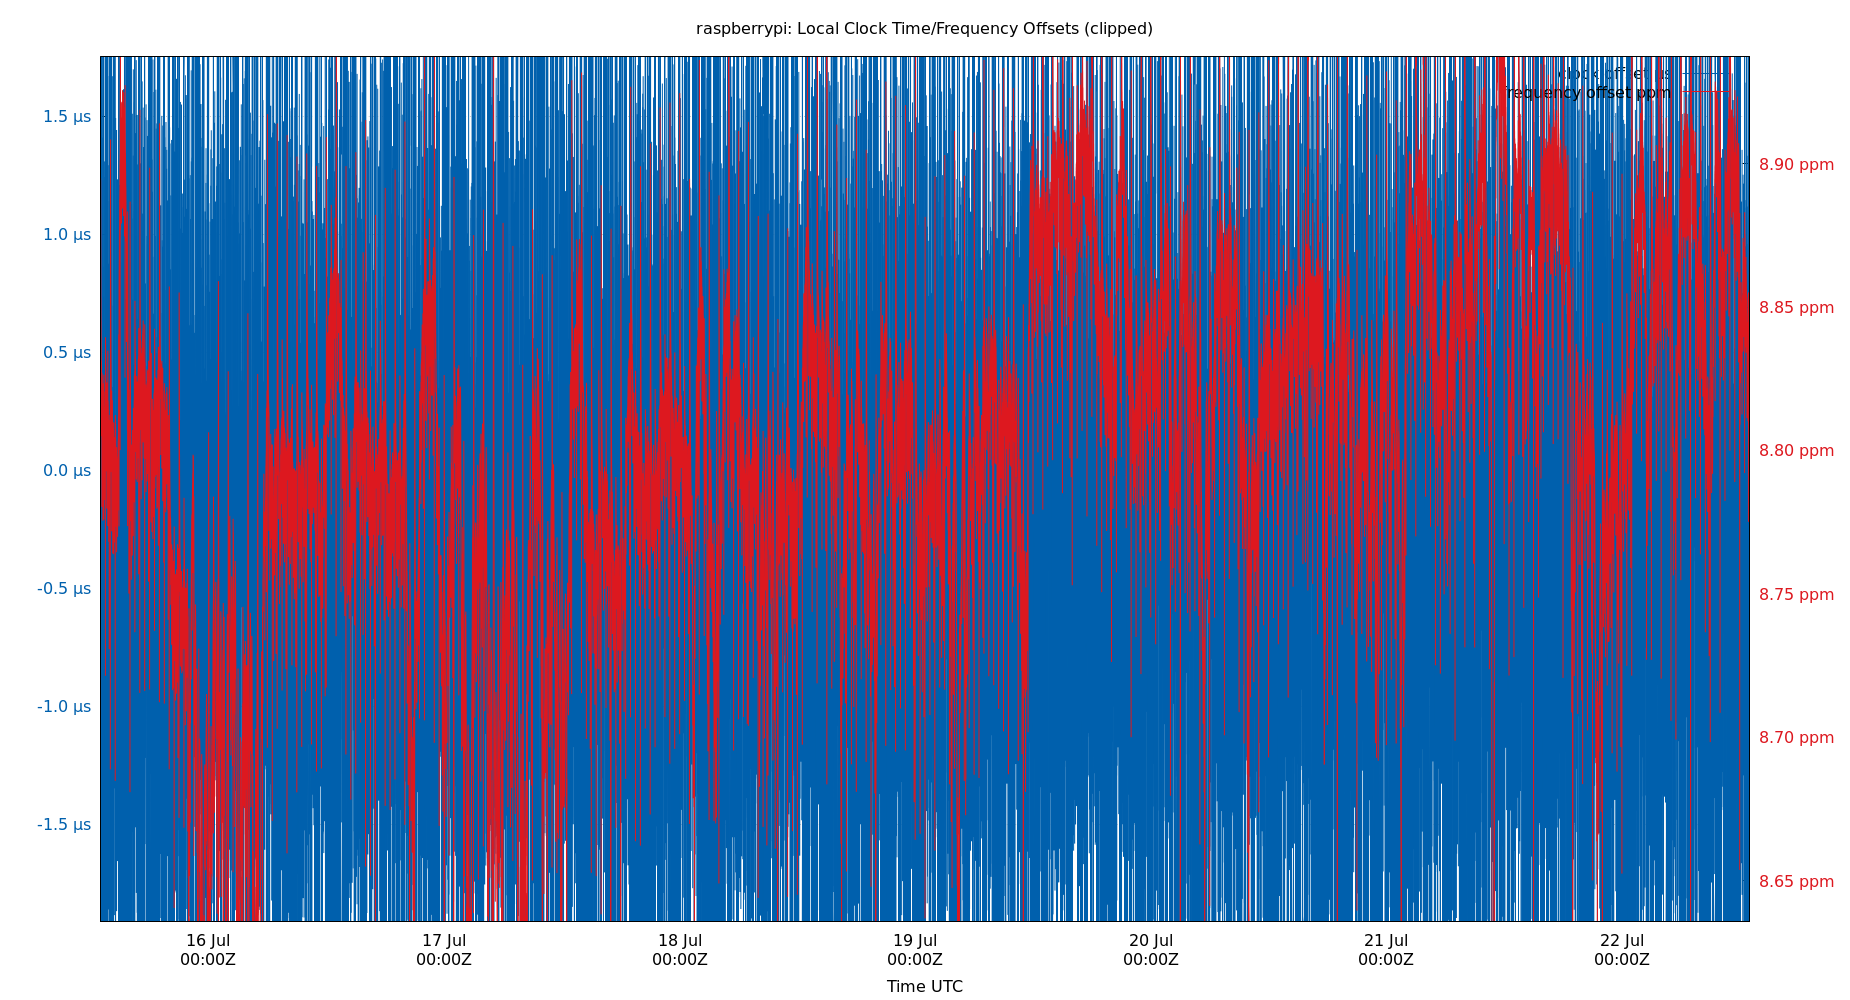 raspberrypi: Local Clock Time/Frequency Offsets (clipped)
clock offset µs
frequency offset ppm
1.5 µs
1.0 µs
0.5 µs
0.0 µs
-0.5 µs
-1.0 µs
-1.5 µs
8.90 ppm
8.85 ppm
8.80 ppm
8.75 ppm
8.70 ppm
8.65 ppm
16 Jul 17 Jul 18 Jul 19 Jul 20 Jul 21 Jul 22 Jul
00:00Z 00:00Z 00:00Z 00:00Z 00:00Z 00:00Z 00:00Z
Time UTC